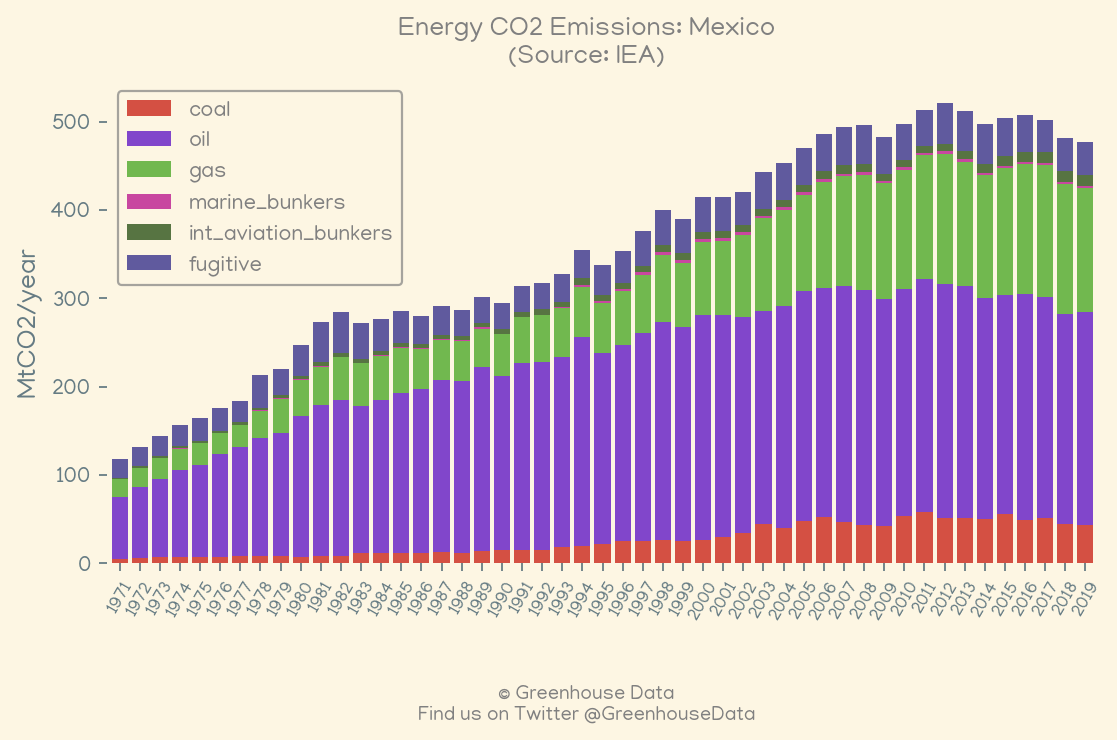 Energy CO2 Emissions: Mexico
(Source: IEA)
coal
oil
gas
marine_bunkers
int_aviation_bunkers
fugitive
MtCO2/year
500
400
300
200
100
0
1971 1972 1973 1974 1975 1976 1977 1978 1979 1980 1981 1982 1983 1984 1985 1986 1987 1988 1989 1990 1991 1992 1993 1994 1995 1996 1997 1998 1999 2000 2001 2002 2003 2004 2005 2006 2007 2008 2009 2010 2011 2012 2013 2014 2015 2016 2017 2018 2019
© Greenhouse Data
Find us on Twitter @GreenhouseData